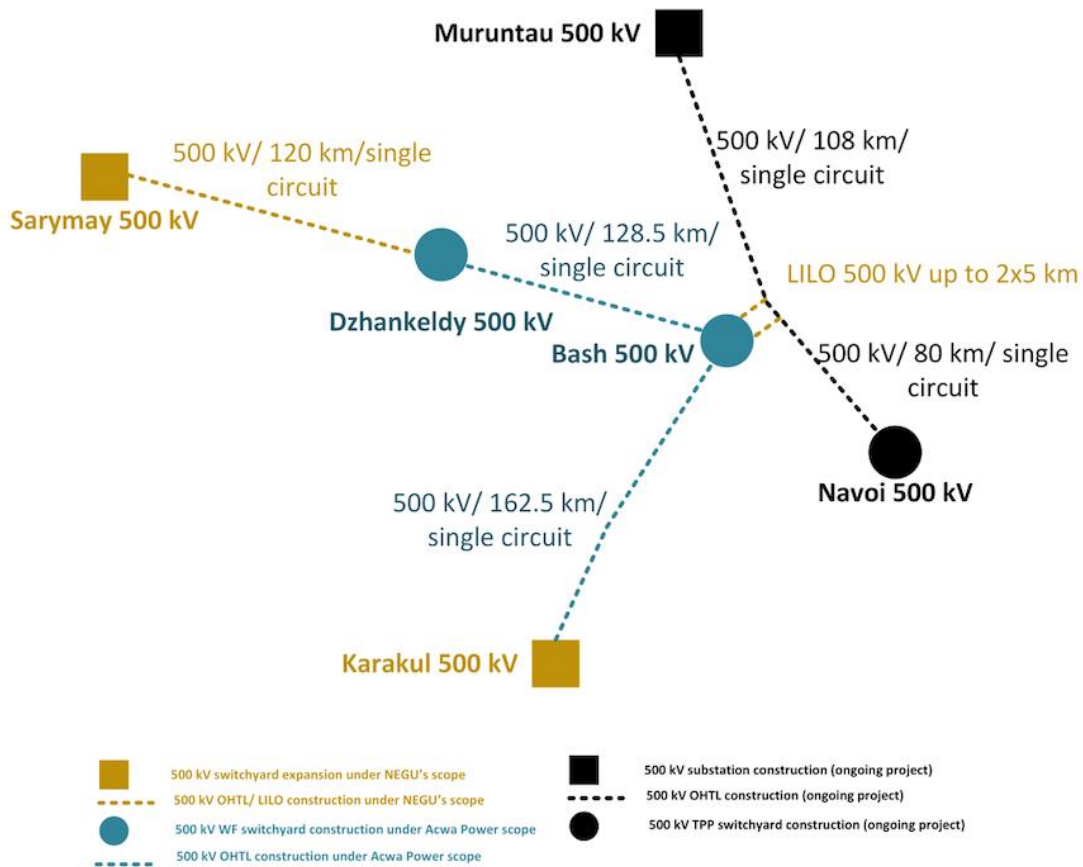 Muruntau 500 kV
500 kV/ 108 km/
single circuit
500 kV/ 120 km/single
circuit
Sarymay 500 kV
500 kV/ 128.5 km/
single circuit
LILO 500 kV up to 2x5 km
Dzhankeldy 500 kV
Bash 500 kV
500 kV/ 80 km/ single
circuit
Navoi 500 kV
500 kV/ 162.5 km/
single circuit
Karakul 500 kV
500 kV switchyard expansion under NEGU's scope
500 kV OHTL/ LILO construction under NEGU's scope
500 kV WF switchyard construction under Acwa Power scope
500 kV OHTL construction under Acwa Power scope
500 kV substation construction (ongoing project)
500 kV OHTL construction (ongoing project)
500 kV TPP switchyard construction (ongoing project)